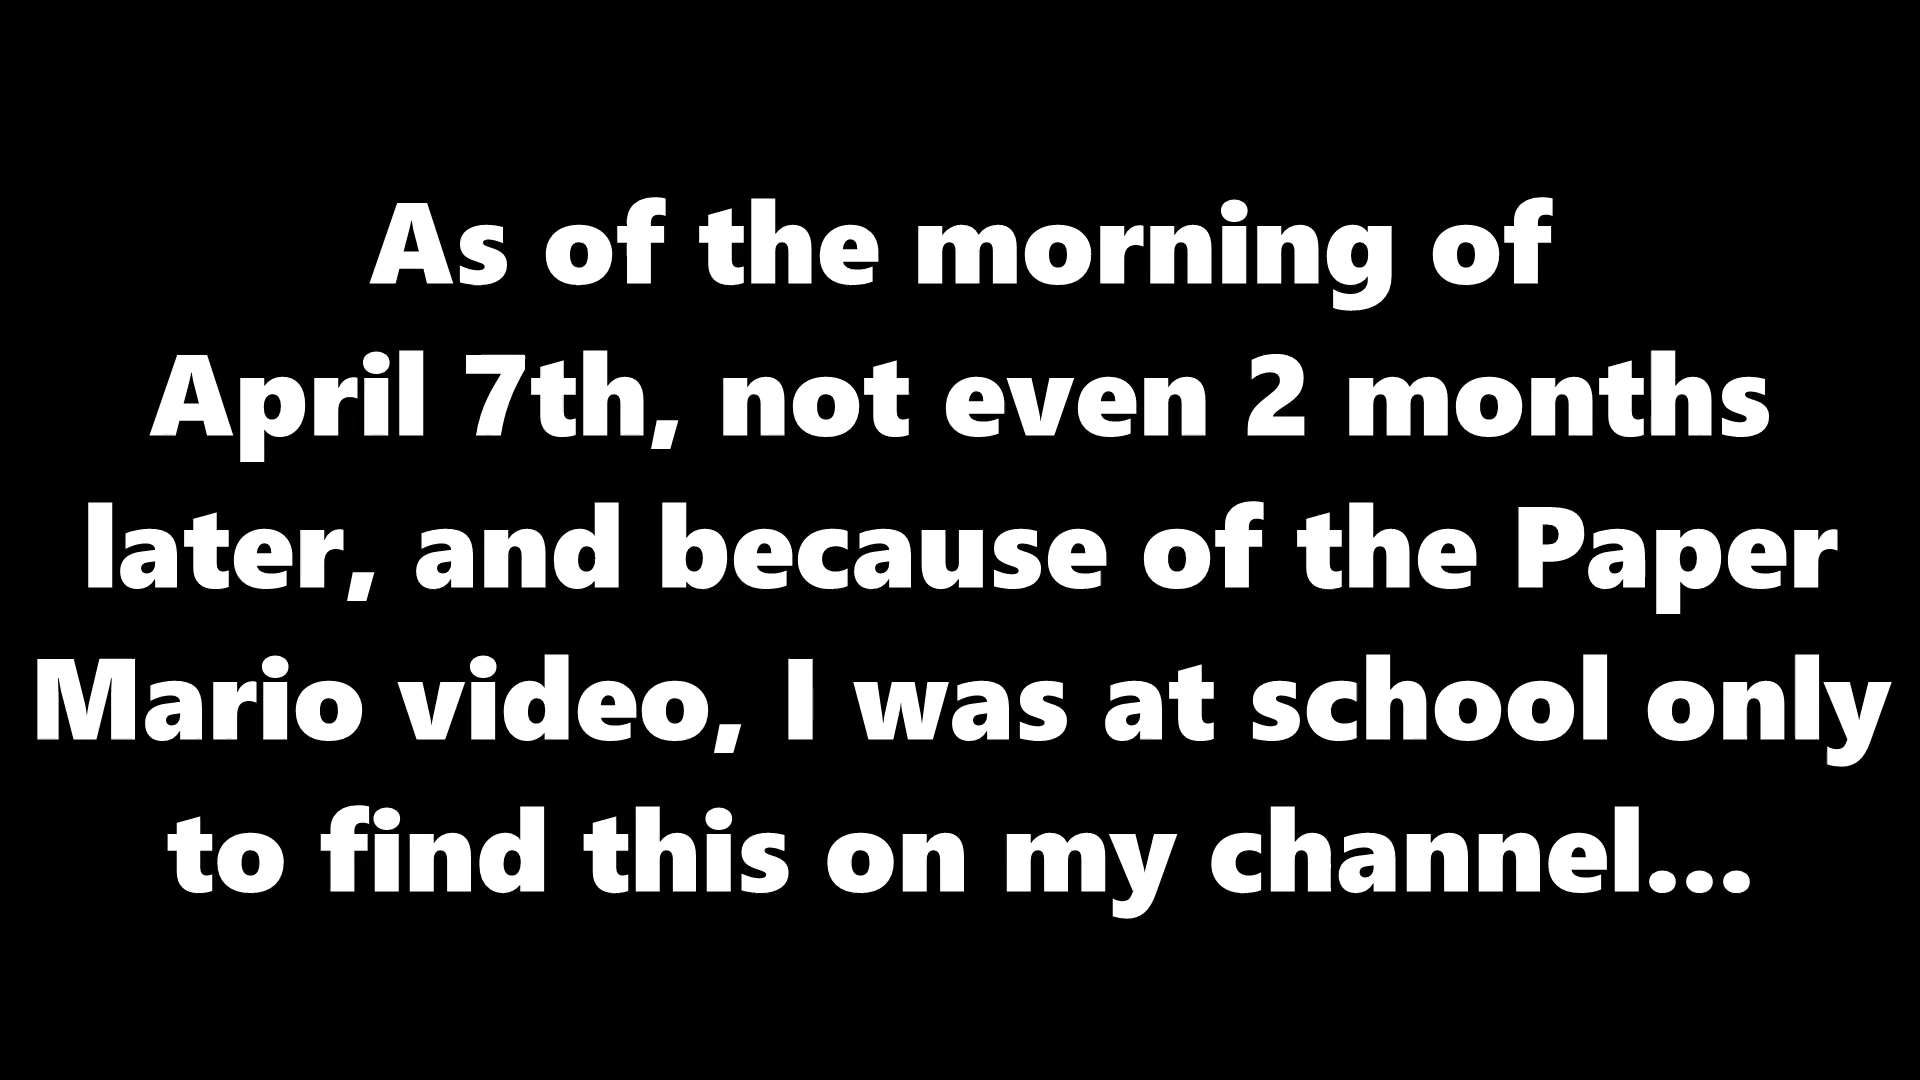 As of the morning of
April 7th, not even 2 months
later, and because of the Paper
Mario video, I was at school only
to find this on my channel...